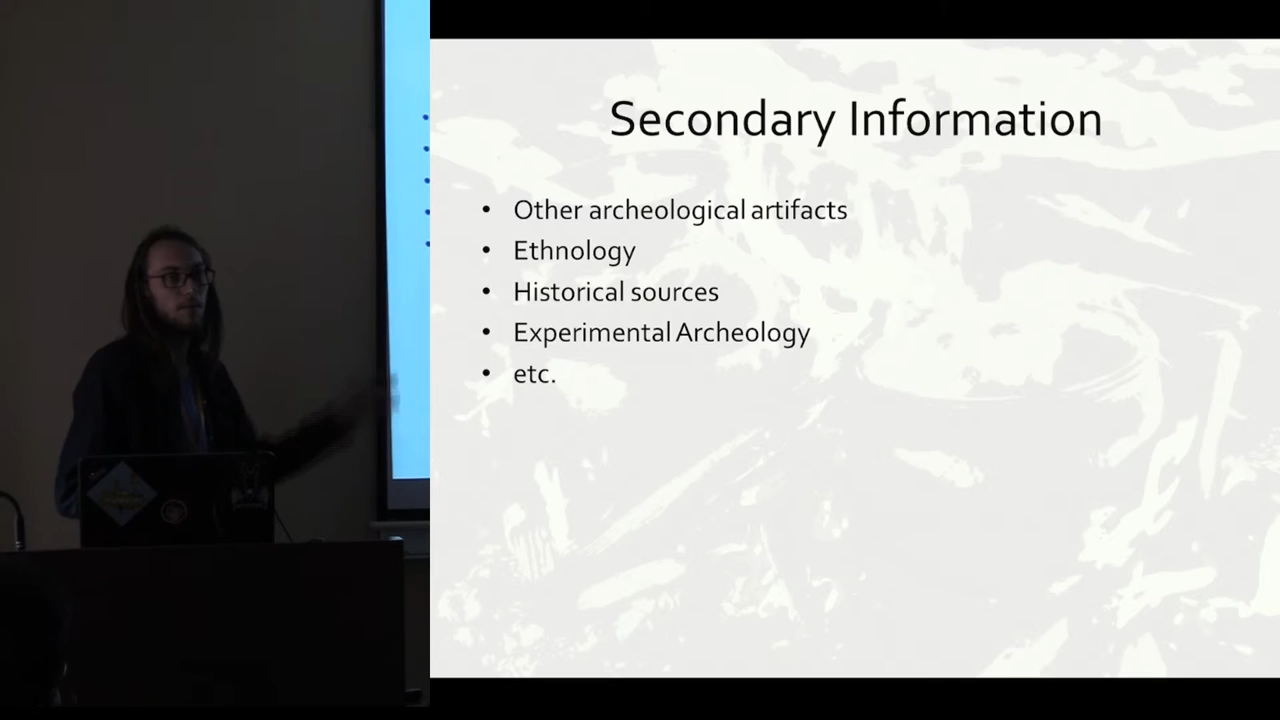 Secondary Information
• Other archeological artifacts
• Ethnology
• Historical sources
• Experimental Archeology
• etc.